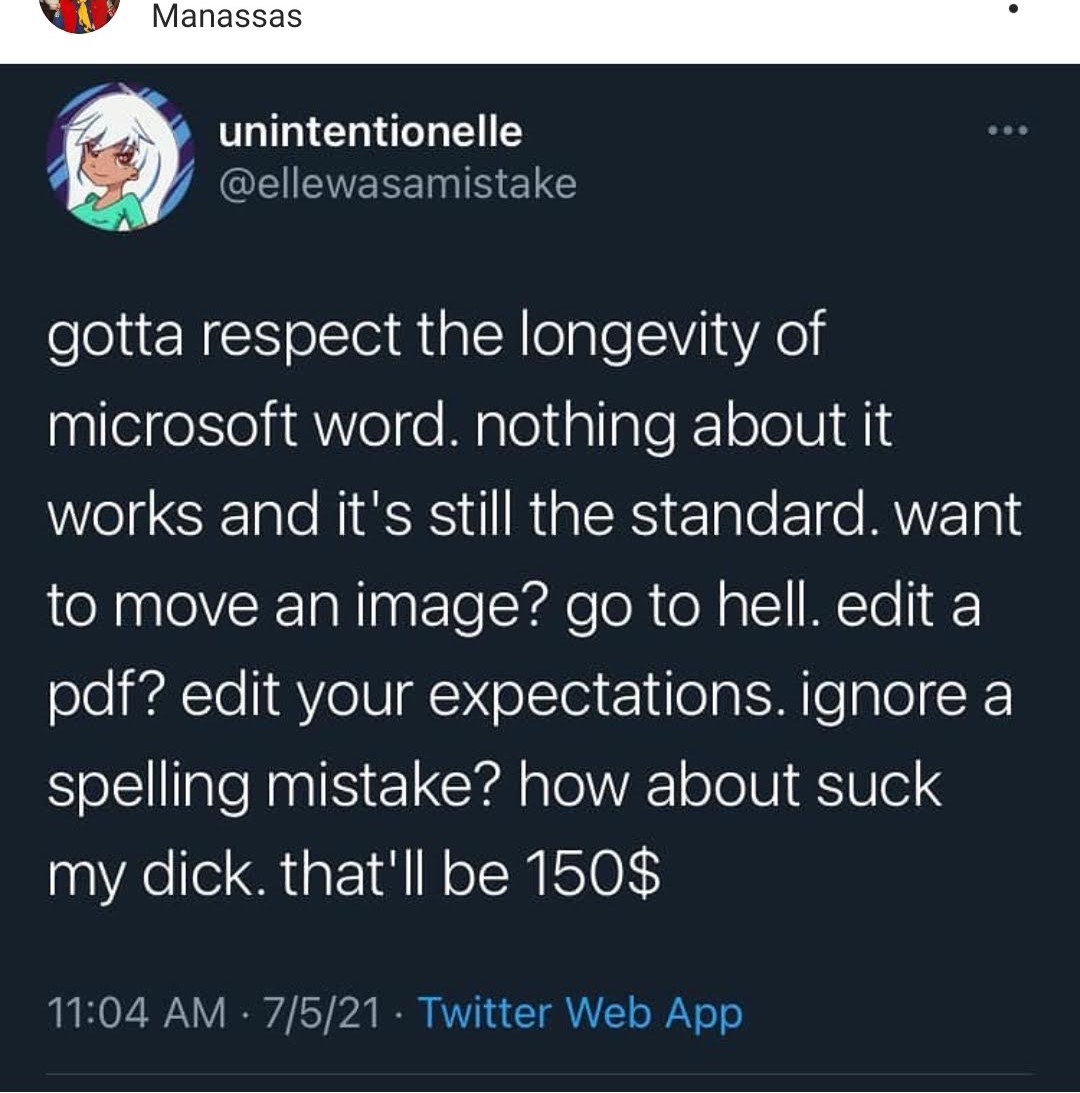 Manassas
unintentionelle
@ellewasamistake
gotta respect the longevity of
microsoft word. nothing about it
works and it's still the standard. want
to move an image? go to hell. edit a
pdf? edit your expectations. ignore a
spelling mistake? how about suck
my dick. that'll be 150$
11:04 AM · 7/5/21 · Twitter Web App